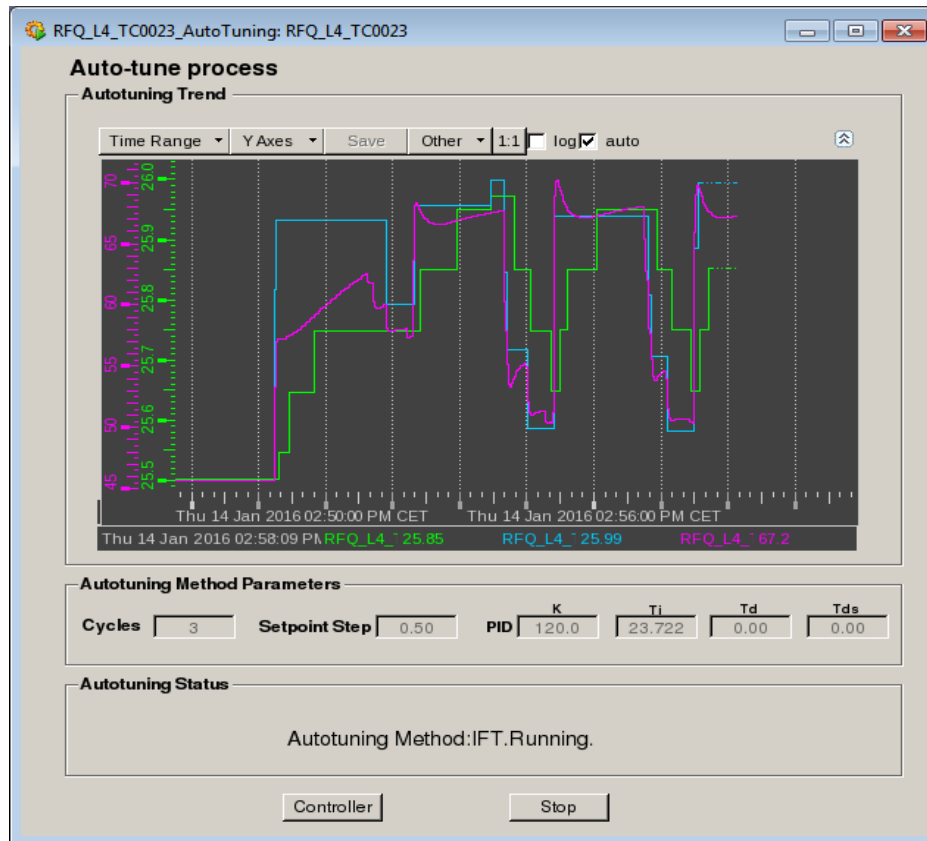 RFQ_L4_TC0023_AutoTuning: RFQ_L4_TC0023
Auto-tune process
Autotuning Trend
Time Range Y Axes Save Other 1:1 log auto
70 65 60 55 50 45
26.0 25.9 25.8 25.7 25.6 25.5
Thu 14 Jan 2016 02:50:00 PM CET Thu 14 Jan 2016 02:56:00 PM CET
Thu 14 Jan 2016 02:58:09 PM RFQ_L4_ 25.85 RFQ_L4_ 25.99 RFQ_L4_ 67.2
Autotuning Method Parameters
K Ti Td Tds
Cycles 3 Setpoint Step 0.50 PID 120.0 23.722 0.00 0.00
Autotuning Status
Autotuning Method:IFT.Running.
Controller Stop